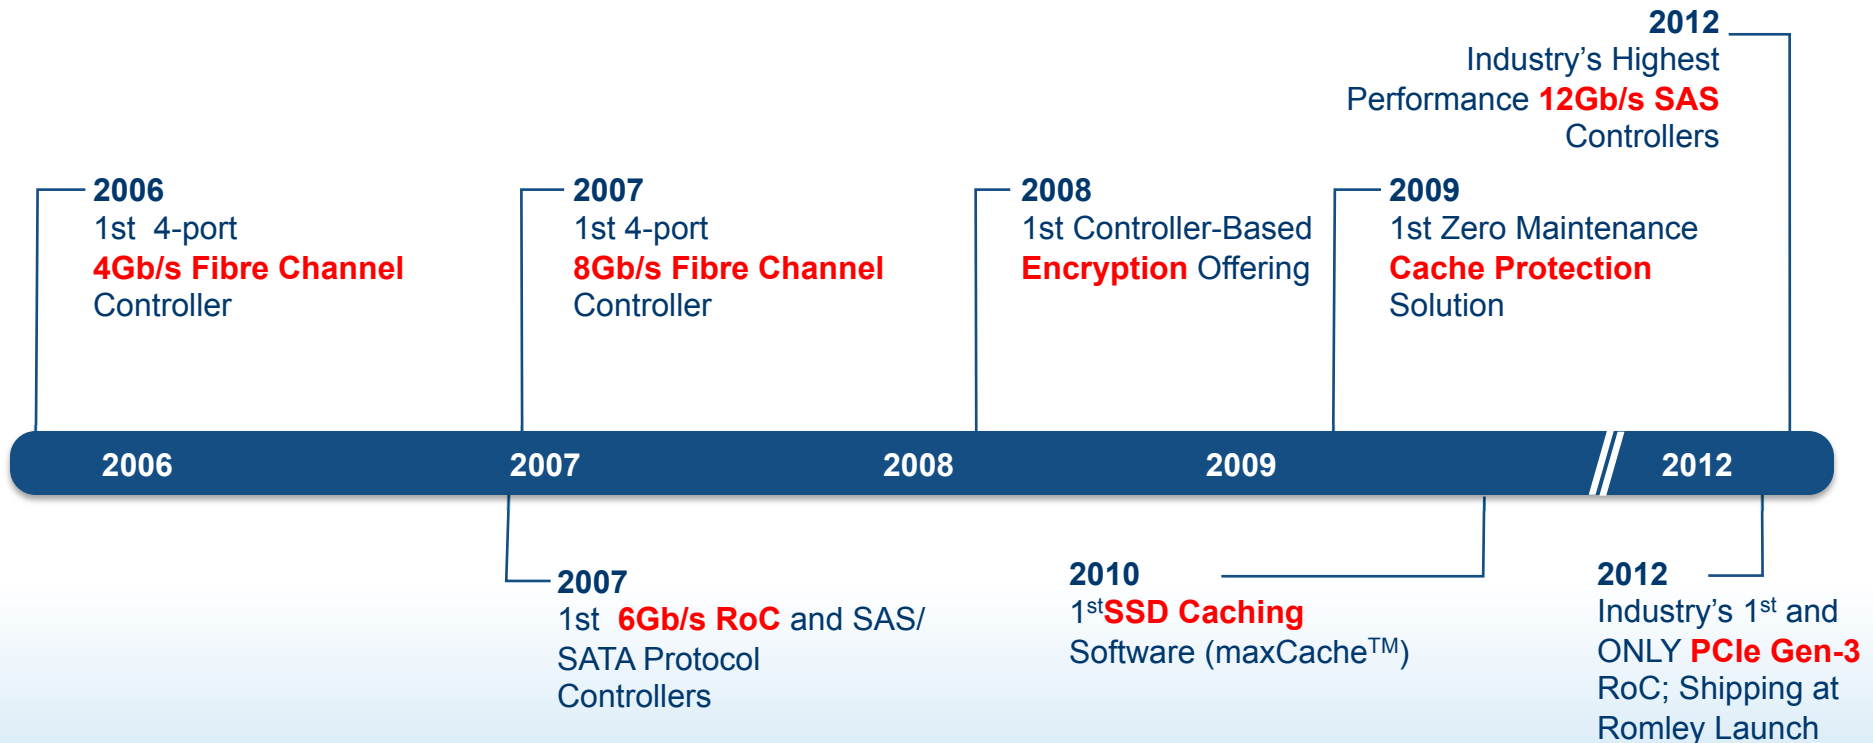 2012
Industry's Highest
Performance 12Gb/s SAS
Controllers
2006
1st 4-port
4Gb/s Fibre Channel
Controller
2007
1st 4-port
8Gb/s Fibre Channel
Controller
2008
1st Controller-Based
Encryption Offering
2009
1st Zero Maintenance
Cache Protection
Solution
2006 2007 2008 2009 2012
2007
1st 6Gb/s RoC and SAS/
SATA Protocol
Controllers
2010
1stSSD Caching
Software (maxCache™)
2012
Industry's 1st and
ONLY PCIe Gen-3
RoC; Shipping at
Romley Launch